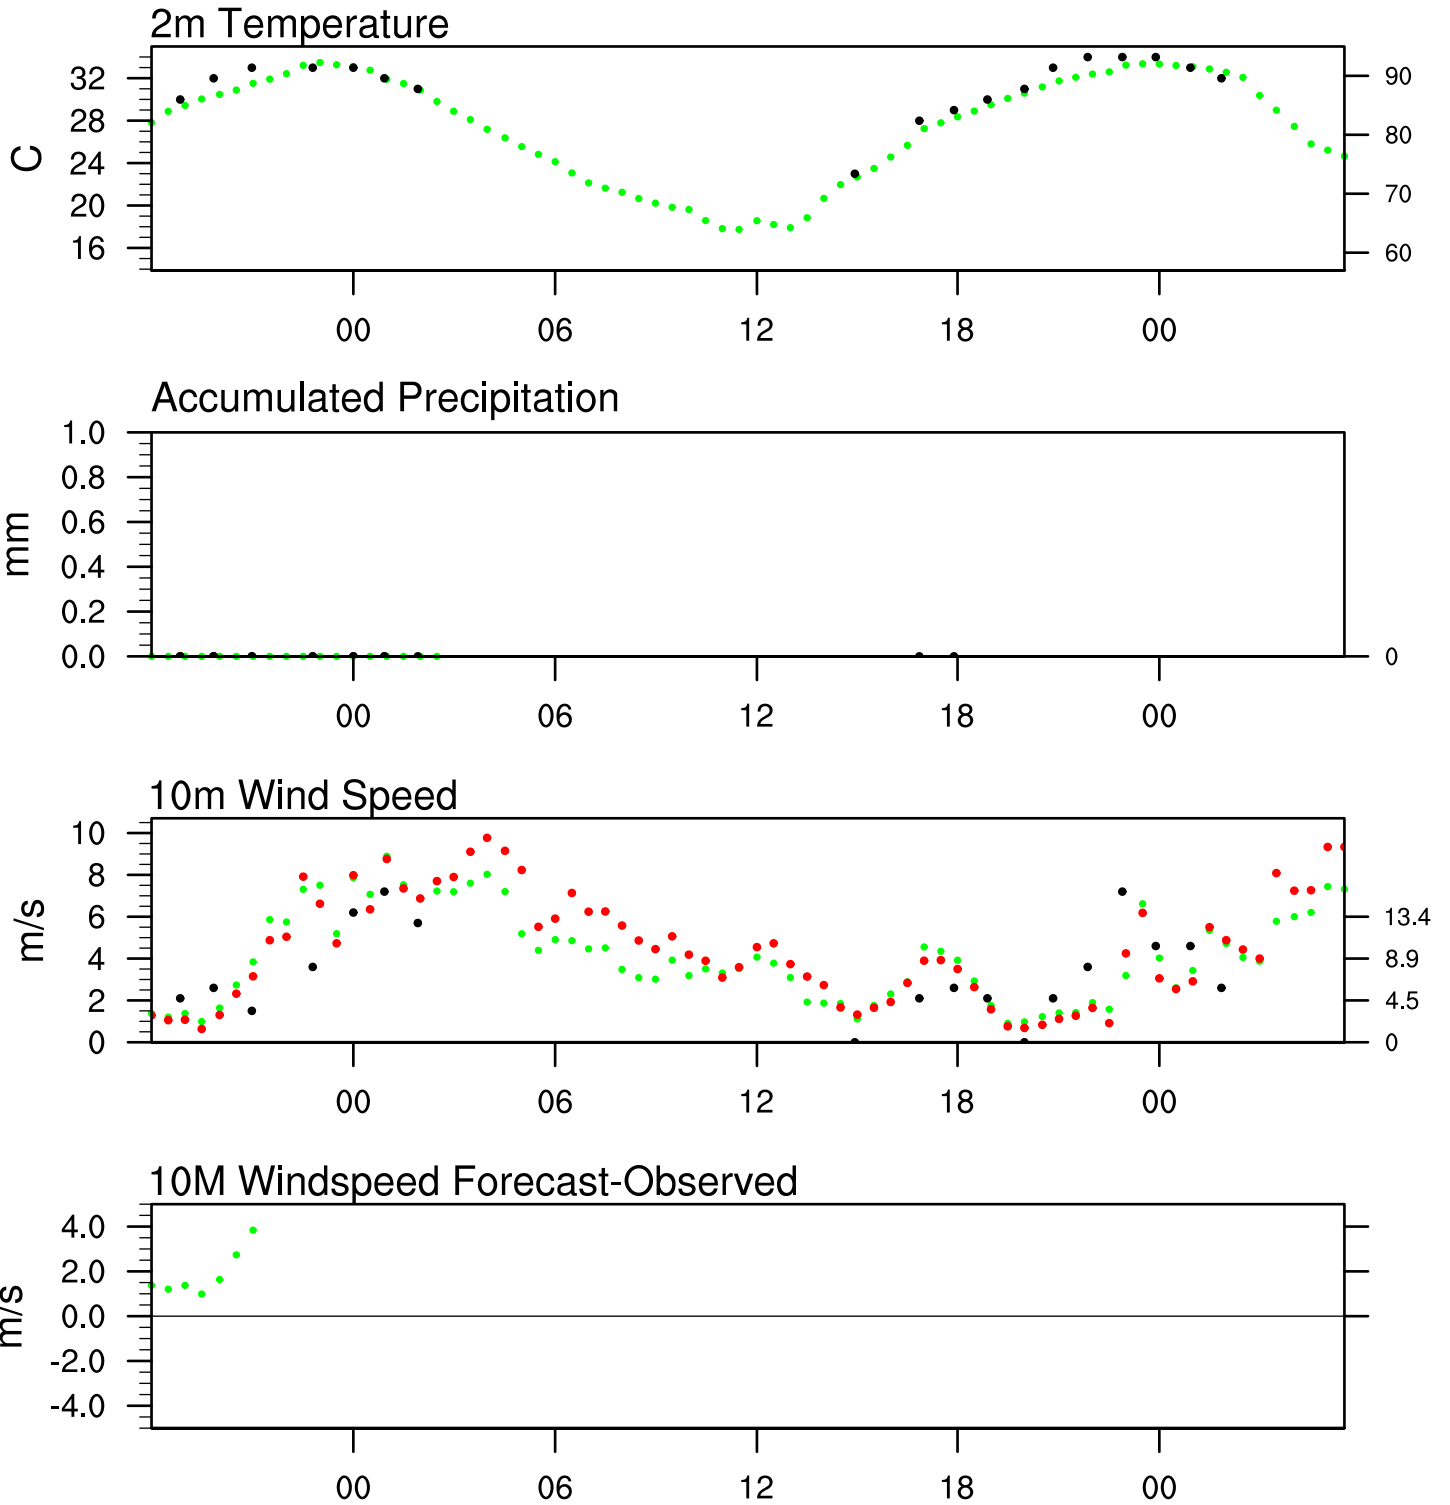 2m Temperature
C
32
28
24
20
16
90
80
70
60
00 06 12 18 00
Accumulated Precipitation
mm
1.0
0.8
0.6
0.4
0.2
0.0
0
00 06 12 18 00
10m Wind Speed
m/s
10
8
6
4
2
0
13.4
8.9
4.5
0
00 06 12 18 00
10M Windspeed Forecast-Observed
m/s
4.0
2.0
0.0
-2.0
-4.0
00 06 12 18 00